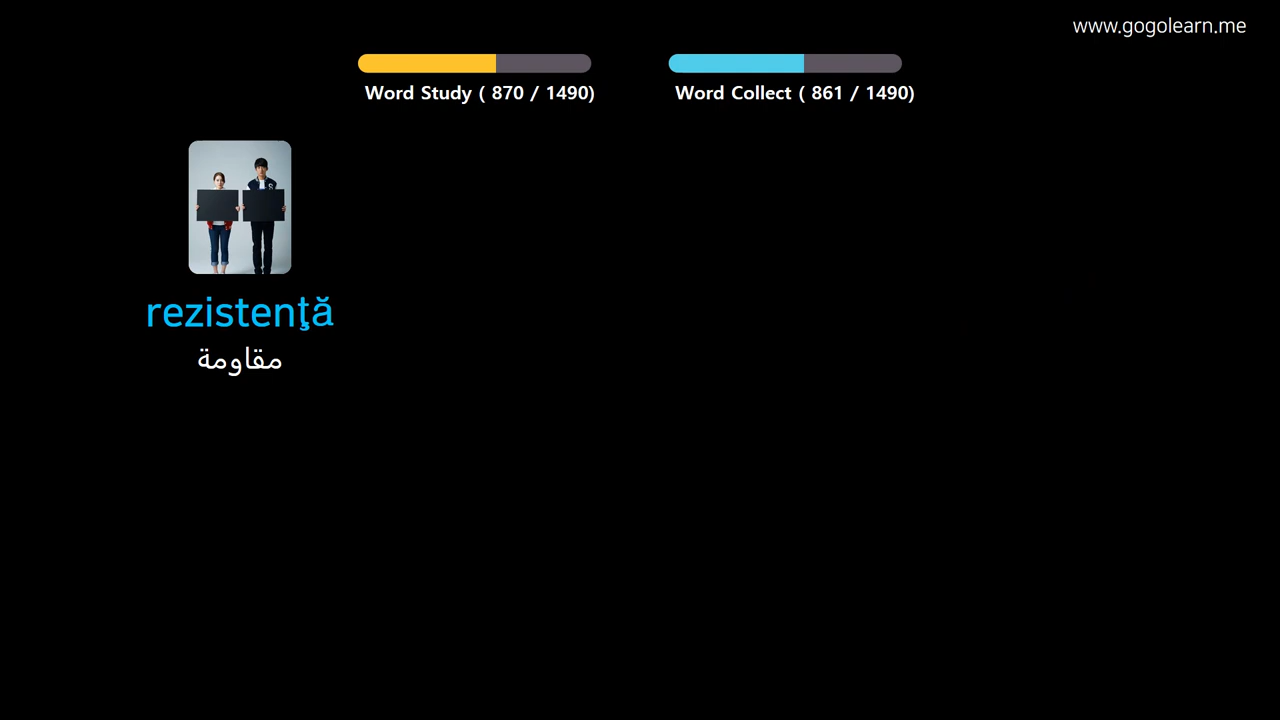 www.gogolearn.me
Word Study ( 870 / 1490)
Word Collect ( 861 / 1490)
rezistenţă
مقاومة